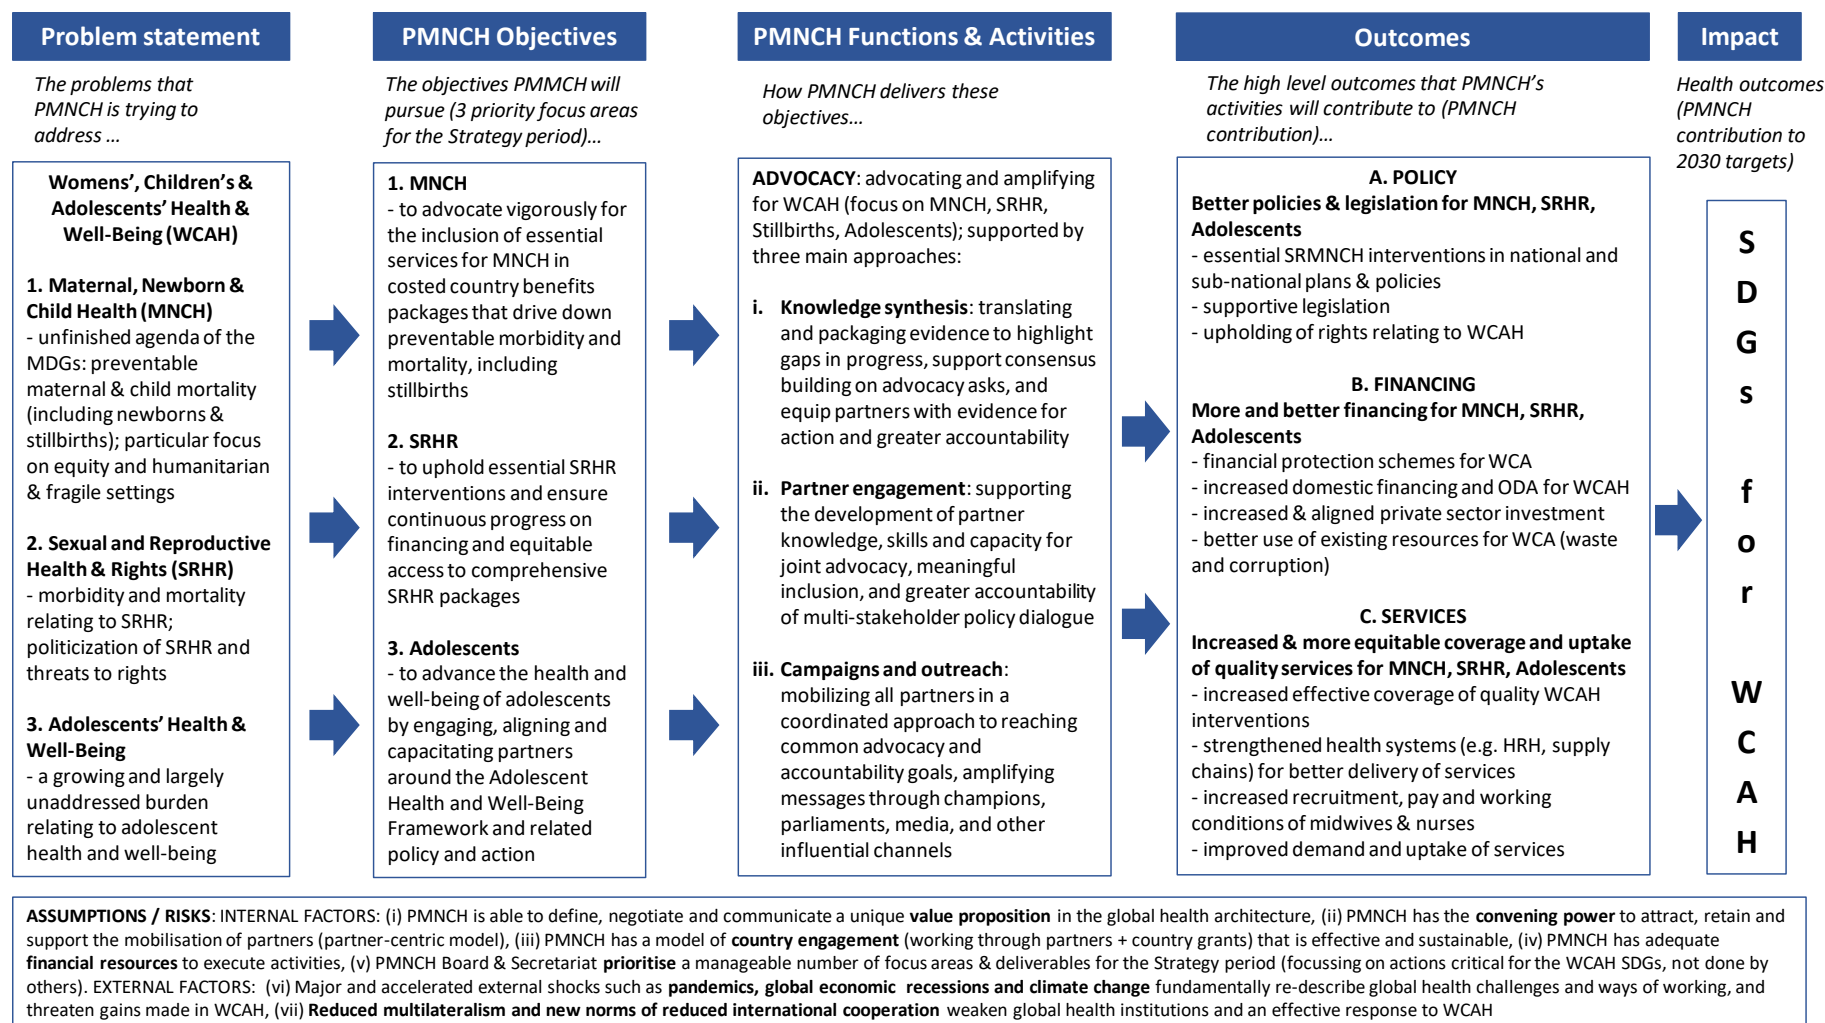 Problem statement
The problems that
PMNCH is trying to
address ...
Womens’, Children’s &
Adolescents’ Health &
Well-Being (WCAH)
1. Maternal, Newborn &
Child Health (MNCH)
- unfinished agenda of the
MDGs: preventable
maternal & child mortality
(including newborns &
stillbirths); particular focus
on equity and humanitarian
& fragile settings
2. Sexual and Reproductive
Health & Rights (SRHR)
- morbidity and mortality
relating to SRHR;
politicization of SRHR and
threats to rights
3. Adolescents’ Health &
Well-Being
- a growing and largely
unaddressed burden
relating to adolescent
health and well-being
PMNCH Objectives
The objectives PMMCH will
pursue (3 priority focus areas
for the Strategy period)…
1. MNCH
- to advocate vigorously for
the inclusion of essential
services for MNCH in
costed country benefits
packages that drive down
preventable morbidity and
mortality, including
stillbirths
2. SRHR
- to uphold essential SRHR
interventions and ensure
continuous progress on
financing and equitable
access to comprehensive
SRHR packages
3. Adolescents
- to advance the health and
well-being of adolescents
by engaging, aligning and
capacitating partners
around the Adolescent
Health and Well-Being
Framework and related
policy and action
PMNCH Functions & Activities
How PMNCH delivers these
objectives…
ADVOCACY: advocating and amplifying
for WCAH (focus on MNCH, SRHR,
Stillbirths, Adolescents); supported by
three main approaches:
i. Knowledge synthesis: translating
and packaging evidence to highlight
gaps in progress, support consensus
building on advocacy asks, and
equip partners with evidence for
action and greater accountability
ii. Partner engagement: supporting
the development of partner
knowledge, skills and capacity for
joint advocacy, meaningful
inclusion, and greater accountability
of multi-stakeholder policy dialogue
iii. Campaigns and outreach:
mobilizing all partners in a
coordinated approach to reaching
common advocacy and
accountability goals, amplifying
messages through champions,
parliaments, media, and other
influential channels
Outcomes
The high level outcomes that PMNCH’s
activities will contribute to (PMNCH
contribution)…
A. POLICY
Better policies & legislation for MNCH, SRHR,
Adolescents
- essential SRMNCH interventions in national and
sub-national plans & policies
- supportive legislation
- upholding of rights relating to WCAH
B. FINANCING
More and better financing for MNCH, SRHR,
Adolescents
- financial protection schemes for WCA
- increased domestic financing and ODA for WCAH
- increased & aligned private sector investment
- better use of existing resources for WCA (waste
and corruption)
C. SERVICES
Increased & more equitable coverage and uptake
of quality services for MNCH, SRHR, Adolescents
- increased effective coverage of quality WCAH
interventions
- strengthened health systems (e.g. HRH, supply
chains) for better delivery of services
- increased recruitment, pay and working
conditions of midwives & nurses
- improved demand and uptake of services
Impact
Health outcomes
(PMNCH
contribution to
2030 targets)
S
D
G
s
f
o
r
W
C
A
H
ASSUMPTIONS / RISKS: INTERNAL FACTORS: (i) PMNCH is able to define, negotiate and communicate a unique value proposition in the global health architecture, (ii) PMNCH has the convening power to attract, retain and
support the mobilisation of partners (partner-centric model), (iii) PMNCH has a model of country engagement (working through partners + country grants) that is effective and sustainable, (iv) PMNCH has adequate
financial resources to execute activities, (v) PMNCH Board & Secretariat prioritise a manageable number of focus areas & deliverables for the Strategy period (focussing on actions critical for the WCAH SDGs, not done by
others). EXTERNAL FACTORS: (vi) Major and accelerated external shocks such as pandemics, global economic recessions and climate change fundamentally re-describe global health challenges and ways of working, and
threaten gains made in WCAH, (vii) Reduced multilateralism and new norms of reduced international cooperation weaken global health institutions and an effective response to WCAH